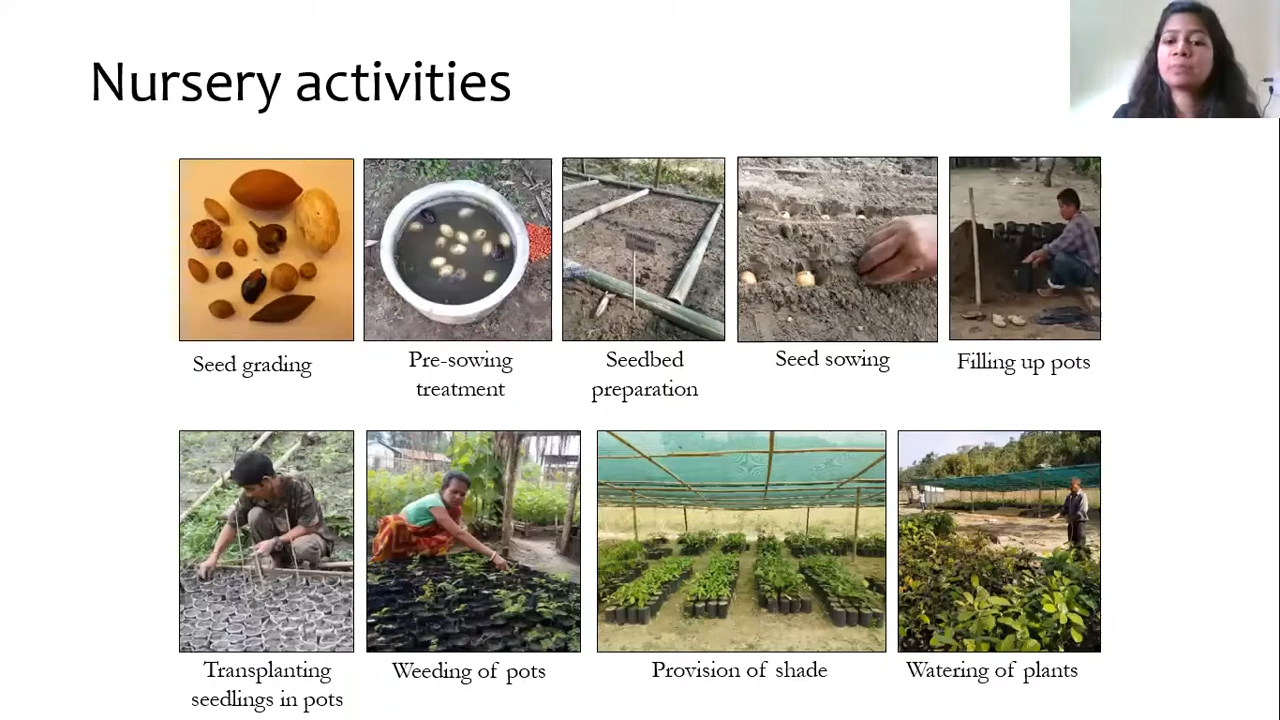 Nursery activities
Seed grading
Pre-sowing
treatment
Seedbed
preparation
Seed sowing
Filling up pots
Transplanting
seedlings in pots
Weeding of pots
Provision of shade
Watering of plants